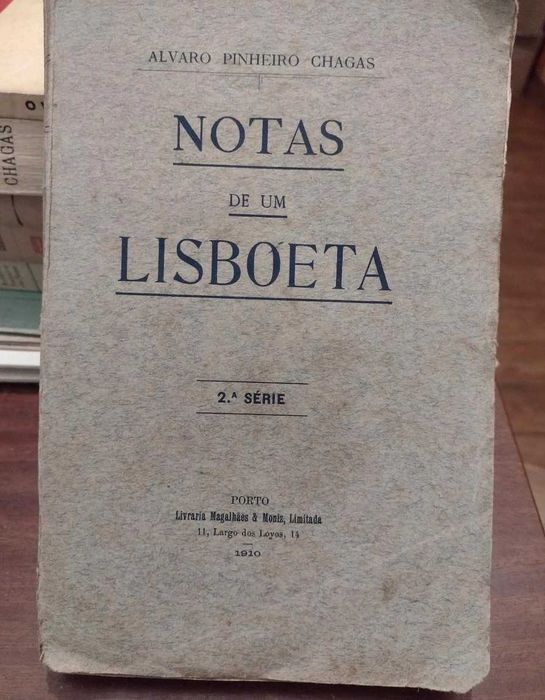 ALVARO PINHEIRO CHAGAS
NOTAS
DE UM
LISBOETA
2.ª SÉRIE
PORTO
Livraria Magalhães & Moniz, Limitada
11, Largo dos Loyos, 14
1910
CHAGAS